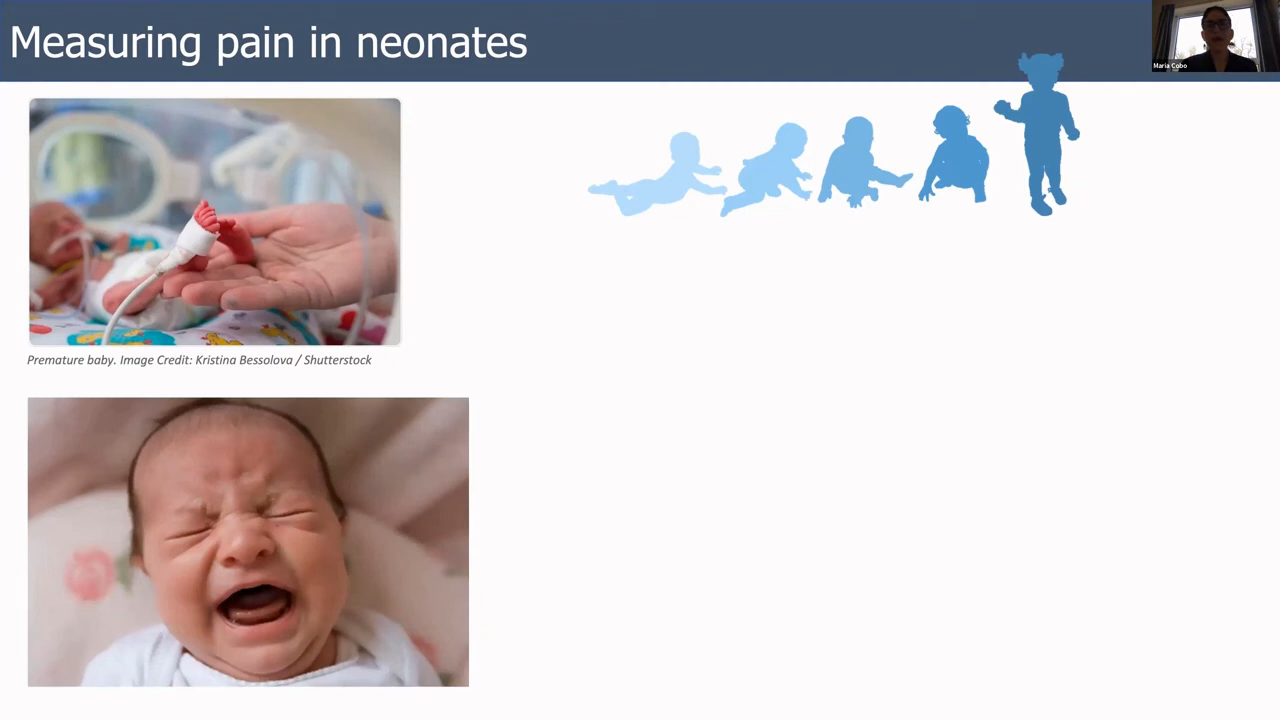 Measuring pain in neonates
Maria Cobo
Premature baby. Image Credit: Kristina Bessolova / Shutterstock